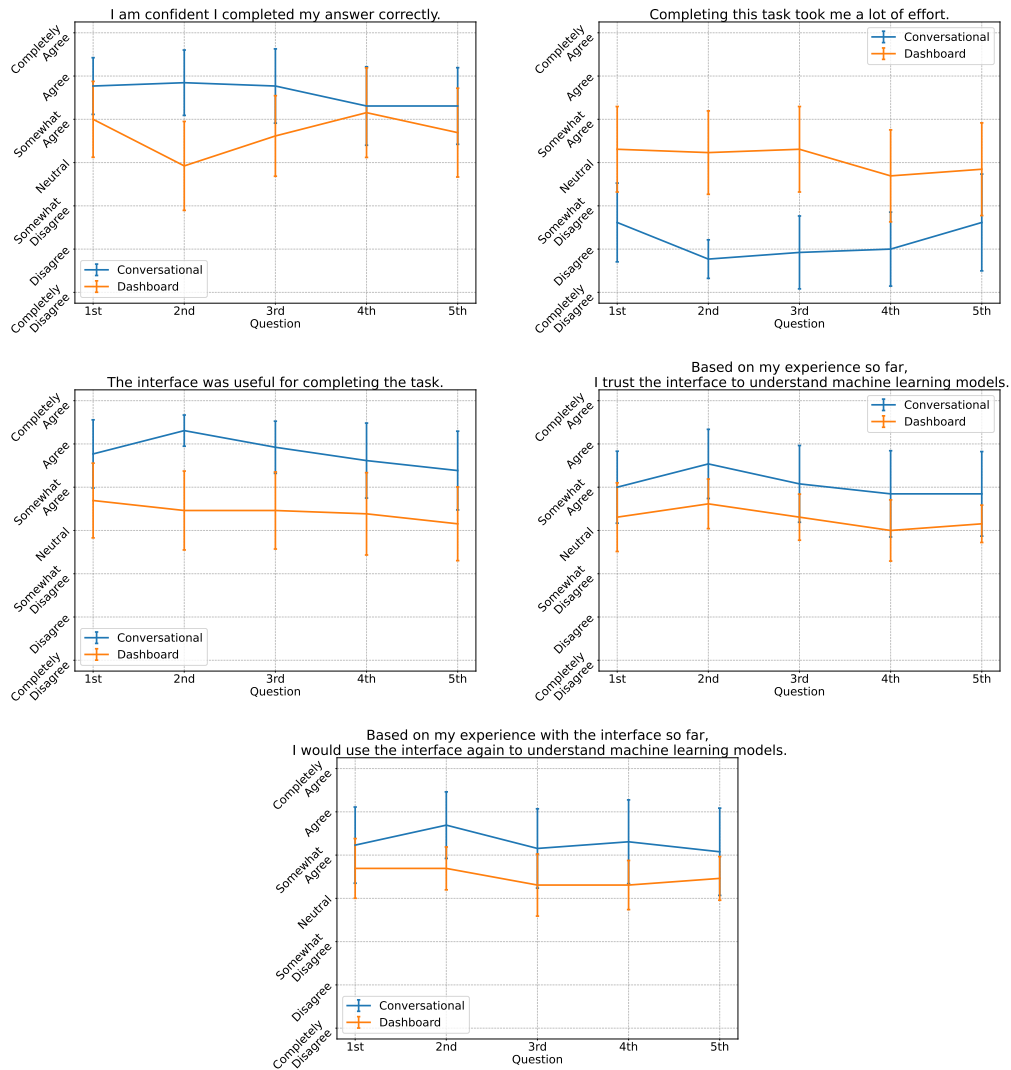 I am confident I completed my answer correctly.
Completely
Agree
Agree
Somewhat
Agree
Neutral
Somewhat
Disagree
Disagree
Completely
Disagree
Conversational
Dashboard
1st 2nd 3rd 4th 5th
Question
Completing this task took me a lot of effort.
Completely
Agree
Agree
Somewhat
Agree
Neutral
Somewhat
Disagree
Disagree
Completely
Disagree
Conversational
Dashboard
1st 2nd 3rd 4th 5th
Question
The interface was useful for completing the task.
Completely
Agree
Agree
Somewhat
Agree
Neutral
Somewhat
Disagree
Disagree
Completely
Disagree
Conversational
Dashboard
1st 2nd 3rd 4th 5th
Question
Based on my experience so far,
I trust the interface to understand machine learning models.
Completely
Agree
Agree
Somewhat
Agree
Neutral
Somewhat
Disagree
Disagree
Completely
Disagree
Conversational
Dashboard
1st 2nd 3rd 4th 5th
Question
Based on my experience with the interface so far,
I would use the interface again to understand machine learning models.
Completely
Agree
Agree
Somewhat
Agree
Neutral
Somewhat
Disagree
Disagree
Completely
Disagree
Conversational
Dashboard
1st 2nd 3rd 4th 5th
Question